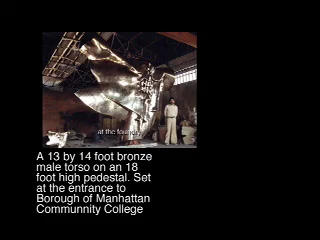 at the foundry
A 13 by 14 foot bronze
male torso on an 18
foot high pedestal. Set
at the entrance to
Borough of Manhattan
Communnity College